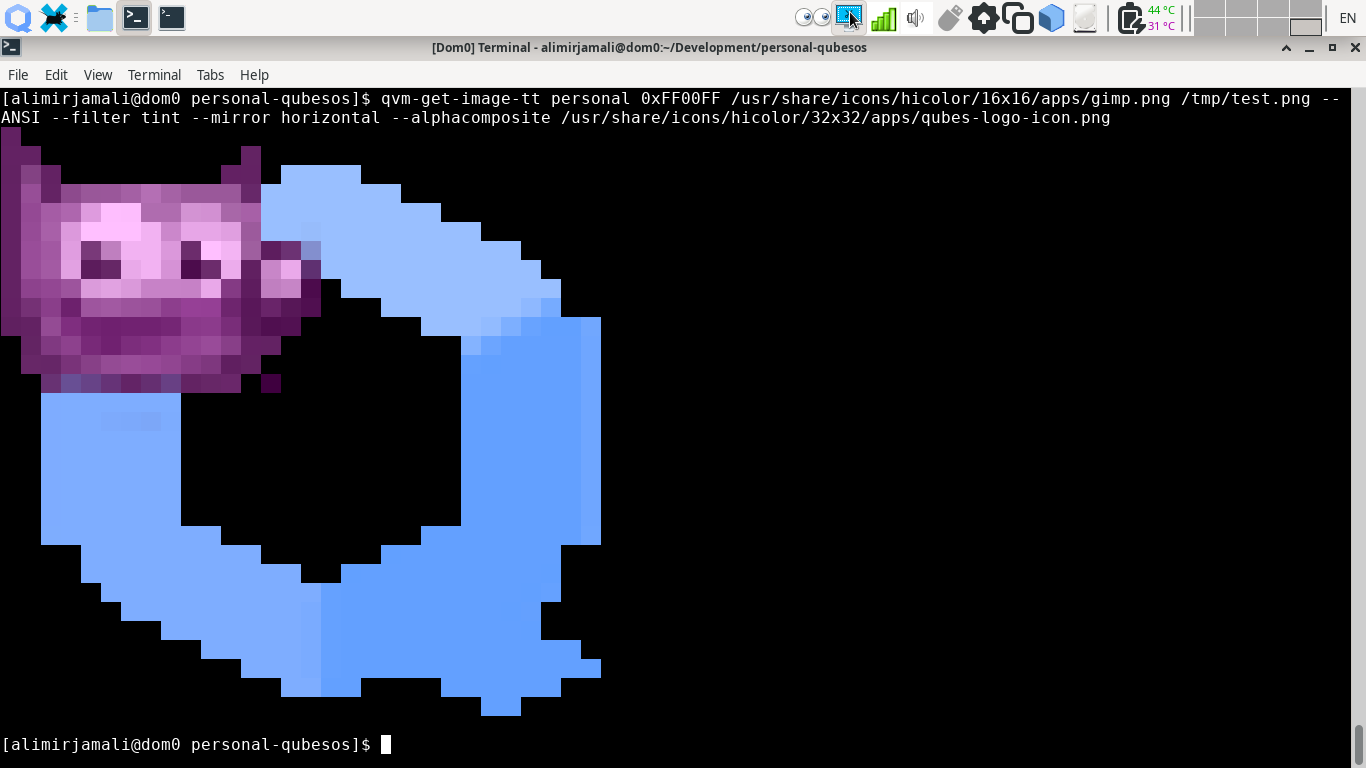 44 °C
31 °C
EN
[Dom0] Terminal - alimirjamali@dom0:~/Development/personal-qubesos
File Edit View Terminal Tabs Help
[alimirjamali@dom0 personal-qubesos]$ qvm-get-image-tt personal 0xFF00FF /usr/share/icons/hicolor/16x16/apps/gimp.png /tmp/test.png --
ANSI --filter tint --mirror horizontal --alphacomposite /usr/share/icons/hicolor/32x32/apps/qubes-logo-icon.png
[alimirjamali@dom0 personal-qubesos]$